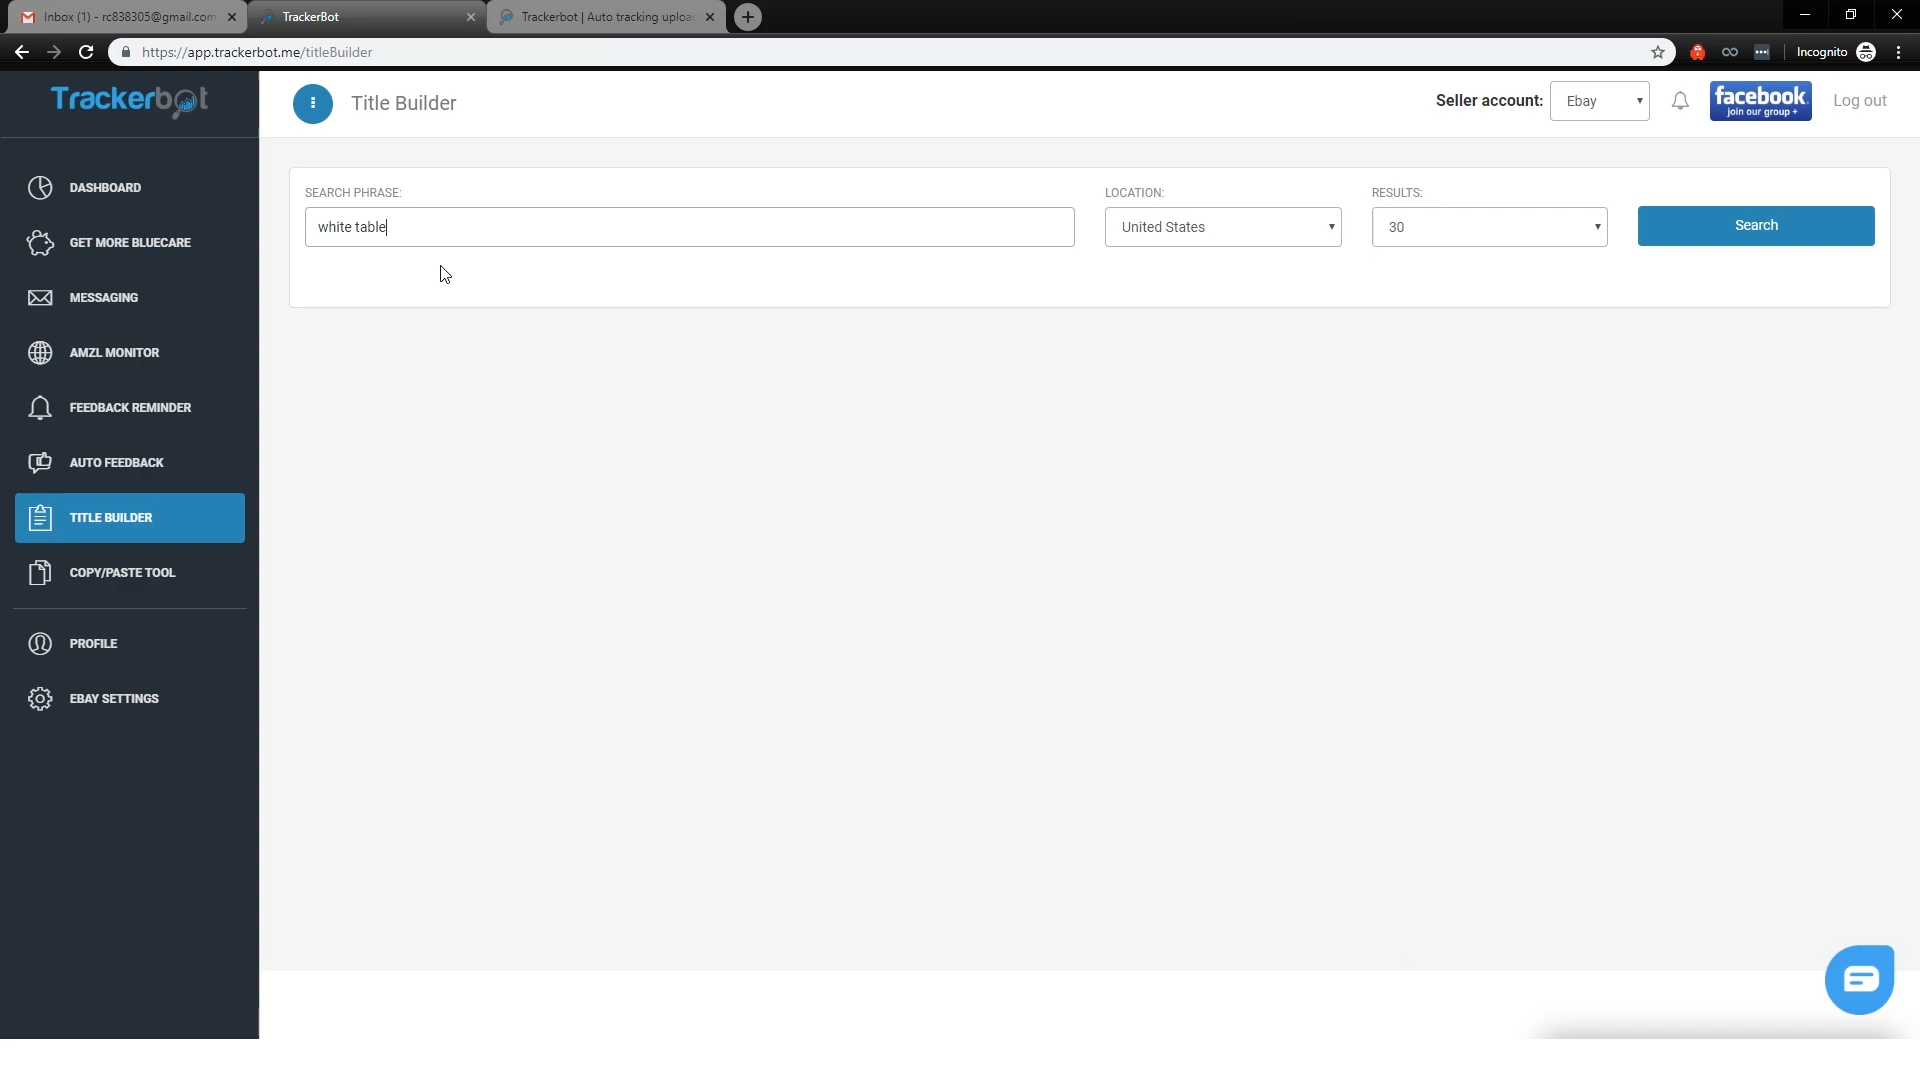 Inbox (1) - rc838305@gmail.com
TrackerBot
Trackerbot | Auto tracking uploa
https://app.trackerbot.me/titleBuilder
Incognito
Trackerbot
Title Builder
Seller account:
Ebay
facebook
join our group +
Log out
DASHBOARD
GET MORE BLUECARE
MESSAGING
AMZL MONITOR
FEEDBACK REMINDER
AUTO FEEDBACK
TITLE BUILDER
COPY/PASTE TOOL
PROFILE
EBAY SETTINGS
SEARCH PHRASE:
LOCATION:
RESULTS:
white table
United States
30
Search